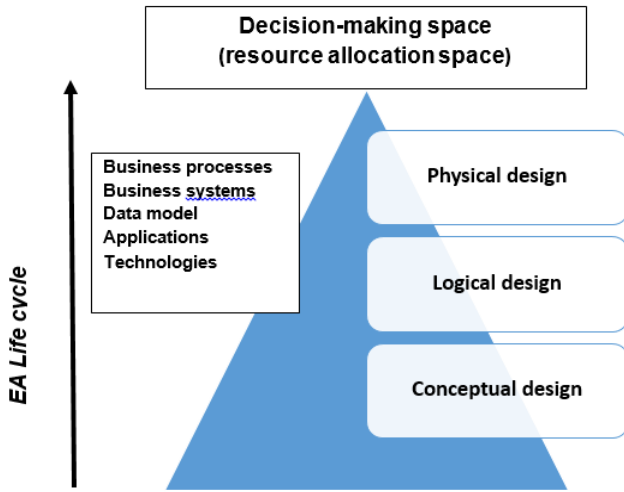 Decision-making space
(resource allocation space)
Business processes
Business systems
Data model
Applications
Technologies
Physical design
Logical design
Conceptual design
EA Life cycle